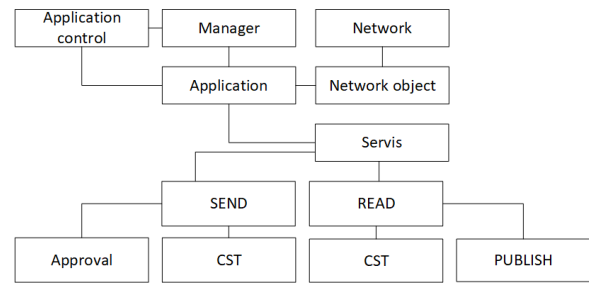 Application
control
Manager
Network
Application
Network object
Servis
SEND
READ
Approval
CST
CST
PUBLISH